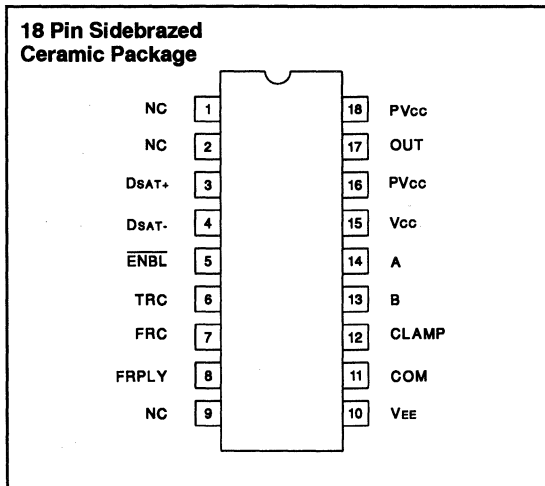 18 Pin Sidebrazed
Ceramic Package
NC 1 18 PVCC
NC 2 17 OUT
DSAT+ 3 16 PVCC
DSAT- 4 15 VCC
ENBL 5 14 A
TRC 6 13 B
FRC 7 12 CLAMP
FRPLY 8 11 COM
NC 9 10 VEE